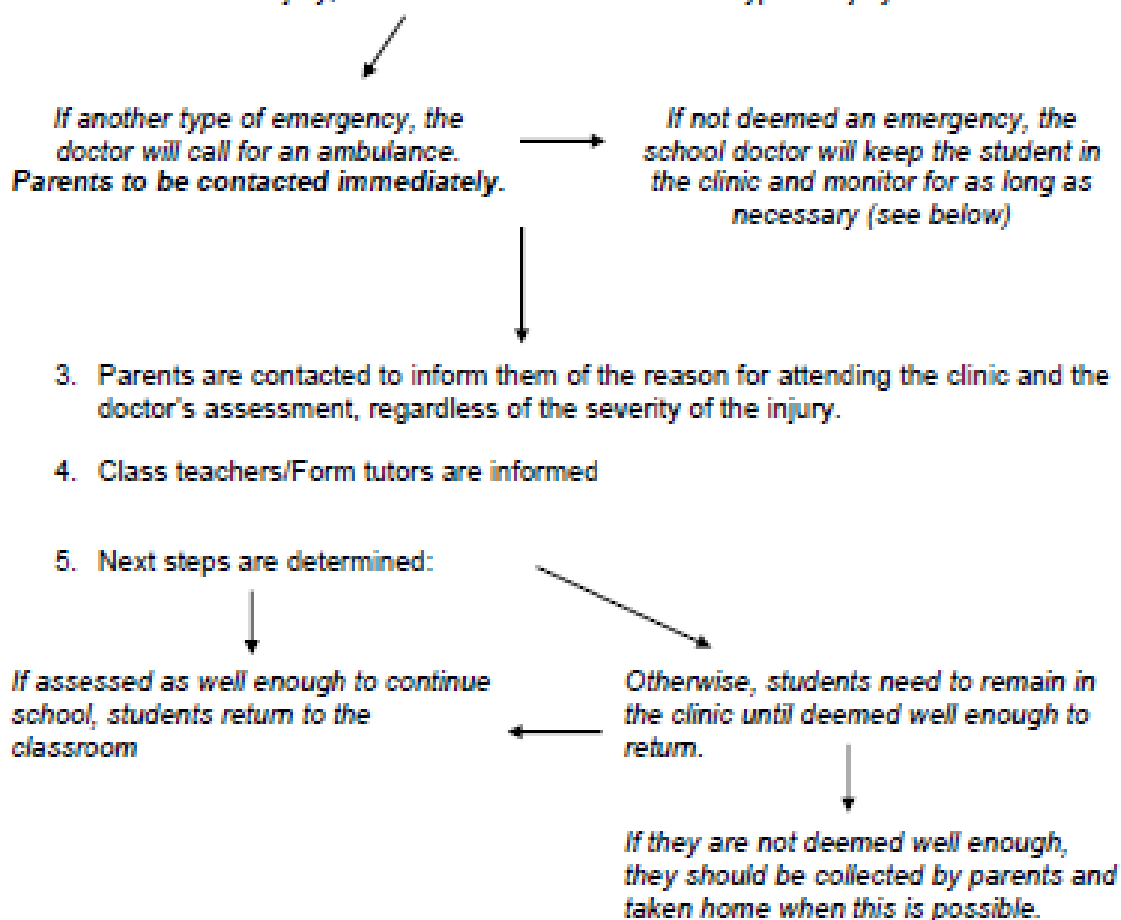 If another type of emergency, the
doctor will call for an ambulance.
Parents to be contacted immediately.
If not deemed an emergency, the
school doctor will keep the student in
the clinic and monitor for as long as
necessary (see below)
3. Parents are contacted to inform them of the reason for attending the clinic and the
doctor's assessment, regardless of the severity of the injury.
4. Class teachers/Form tutors are informed
5. Next steps are determined:
If assessed as well enough to continue
school, students return to the
classroom
Otherwise, students need to remain in
the clinic until deemed well enough to
return.
If they are not deemed well enough,
they should be collected by parents and
taken home when this is possible.